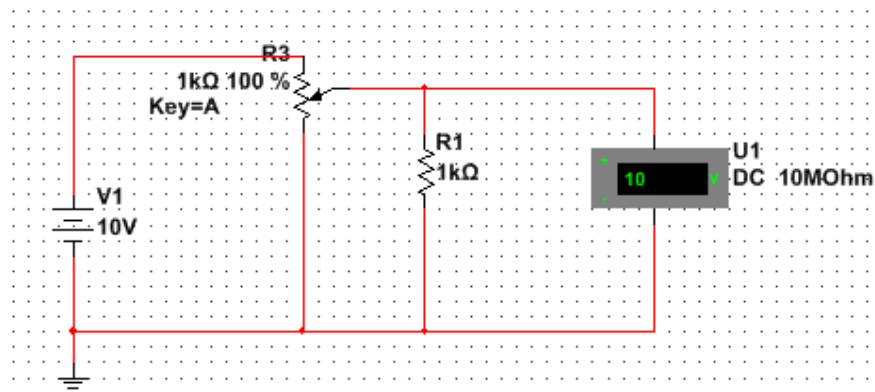 R3
1kΩ 100 %
Key=A
R1
1kΩ
V1
10V
+
10 V
-
U1
DC 10MOhm